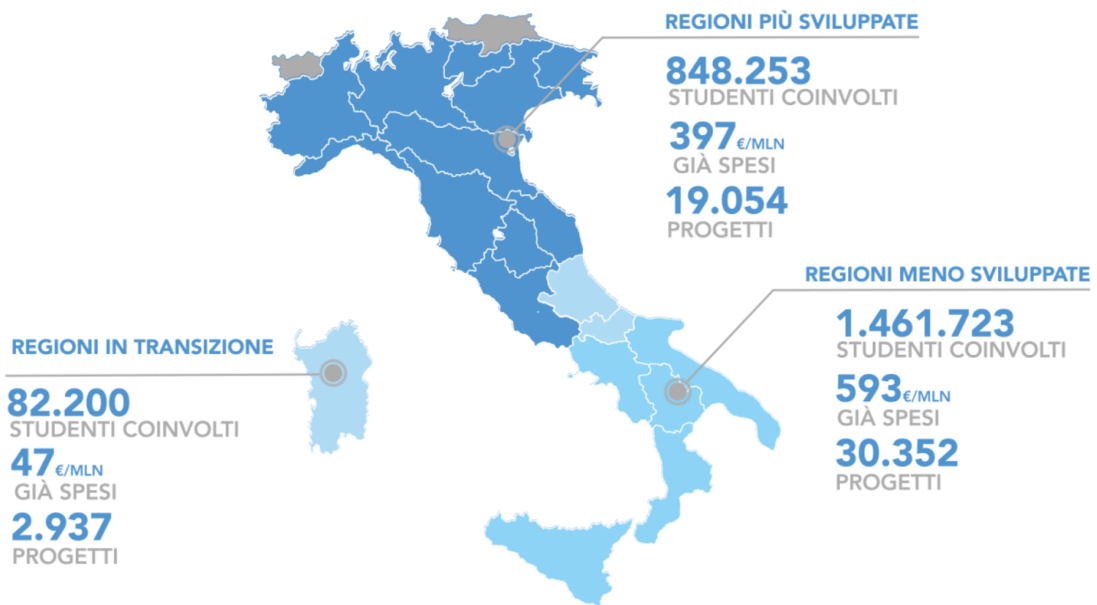 REGIONI PIÙ SVILUPPATE
848.253
STUDENTI COINVOLTI
397 €/MLN
GIÀ SPESI
19.054
PROGETTI
REGIONI MENO SVILUPPATE
1.461.723
STUDENTI COINVOLTI
593 €/MLN
GIÀ SPESI
30.352
PROGETTI
REGIONI IN TRANSIZIONE
82.200
STUDENTI COINVOLTI
47 €/MLN
GIÀ SPESI
2.937
PROGETTI